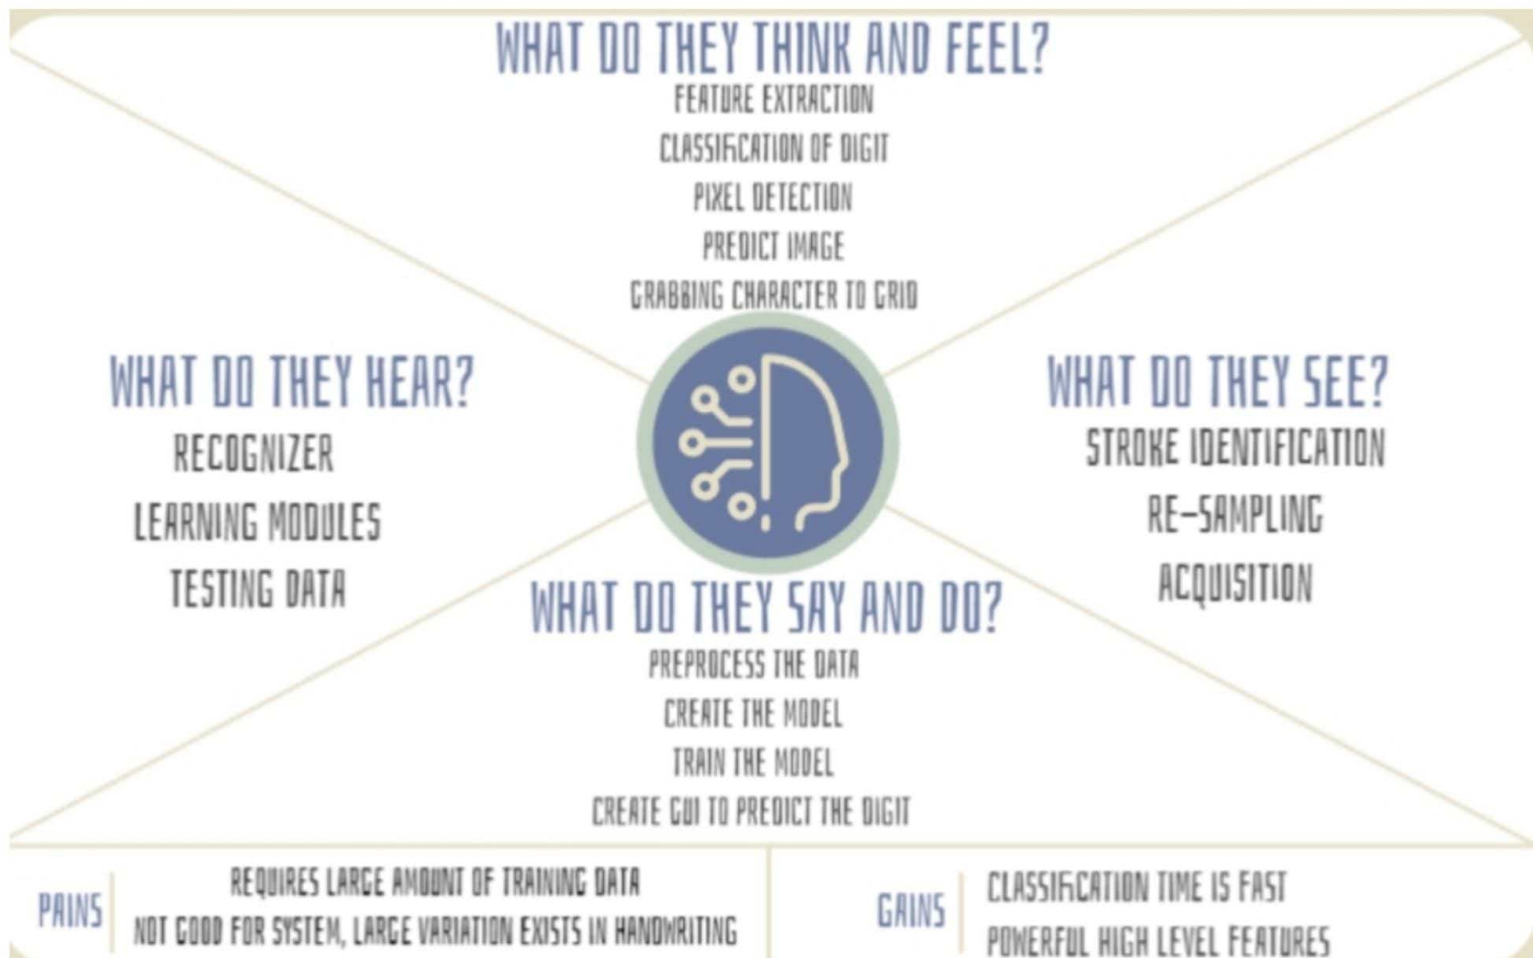 WHAT DO THEY THINK AND FEEL?
FEATURE EXTRACTION
CLASSIFICATION OF DIGIT
PIXEL DETECTION
PREDICT IMAGE
GRABBING CHARACTER TO GRID
WHAT DO THEY HEAR?
RECOGNIZER
LEARNING MODULES
TESTING DATA
WHAT DO THEY SEE?
STROKE IDENTIFICATION
RE-SAMPLING
ACQUISITION
WHAT DO THEY SAY AND DO?
PREPROCESS THE DATA
CREATE THE MODEL
TRAIN THE MODEL
CREATE GUI TO PREDICT THE DIGIT
PAINS
REQUIRES LARGE AMOUNT OF TRAINING DATA
NOT GOOD FOR SYSTEM, LARGE VARIATION EXISTS IN HANDWRITING
GAINS
CLASSIFICATION TIME IS FAST
POWERFUL HIGH LEVEL FEATURES